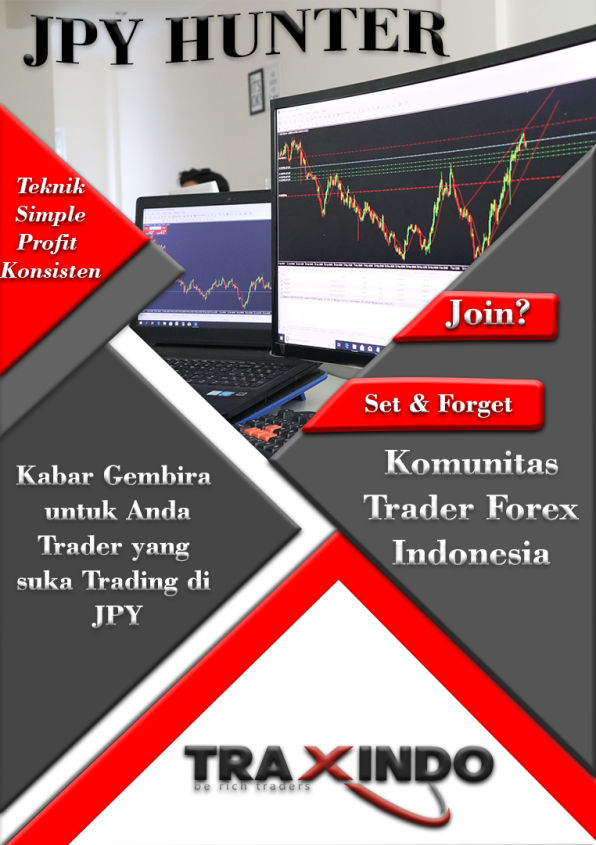 JPY HUNTER
Teknik
Simple
Profit
Konsisten
Join?
Set & Forget
Kabar Gembira
untuk Anda
Trader yang
suka Trading di
JPY
Komunitas
Trader Forex
Indonesia
TRAXINDO
be rich traders